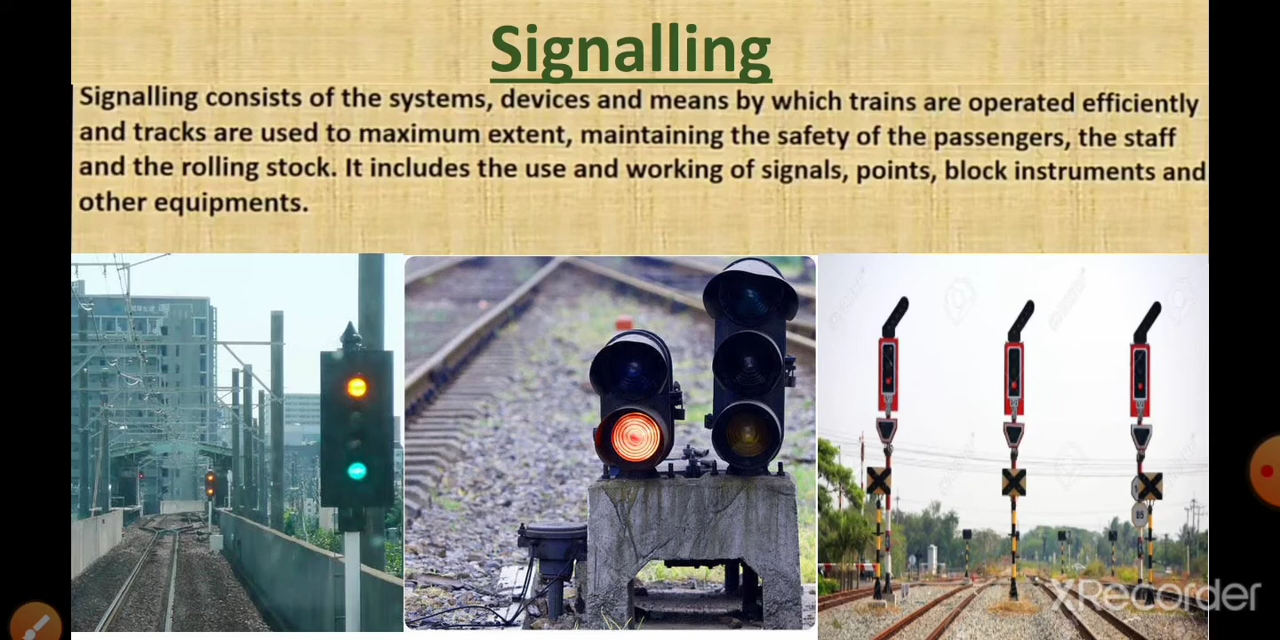 Signalling
Signalling consists of the systems, devices and means by which trains are operated efficiently
and tracks are used to maximum extent, maintaining the safety of the passengers, the staff
and the rolling stock. It includes the use and working of signals, points, block instruments and
other equipments.
XRecorder